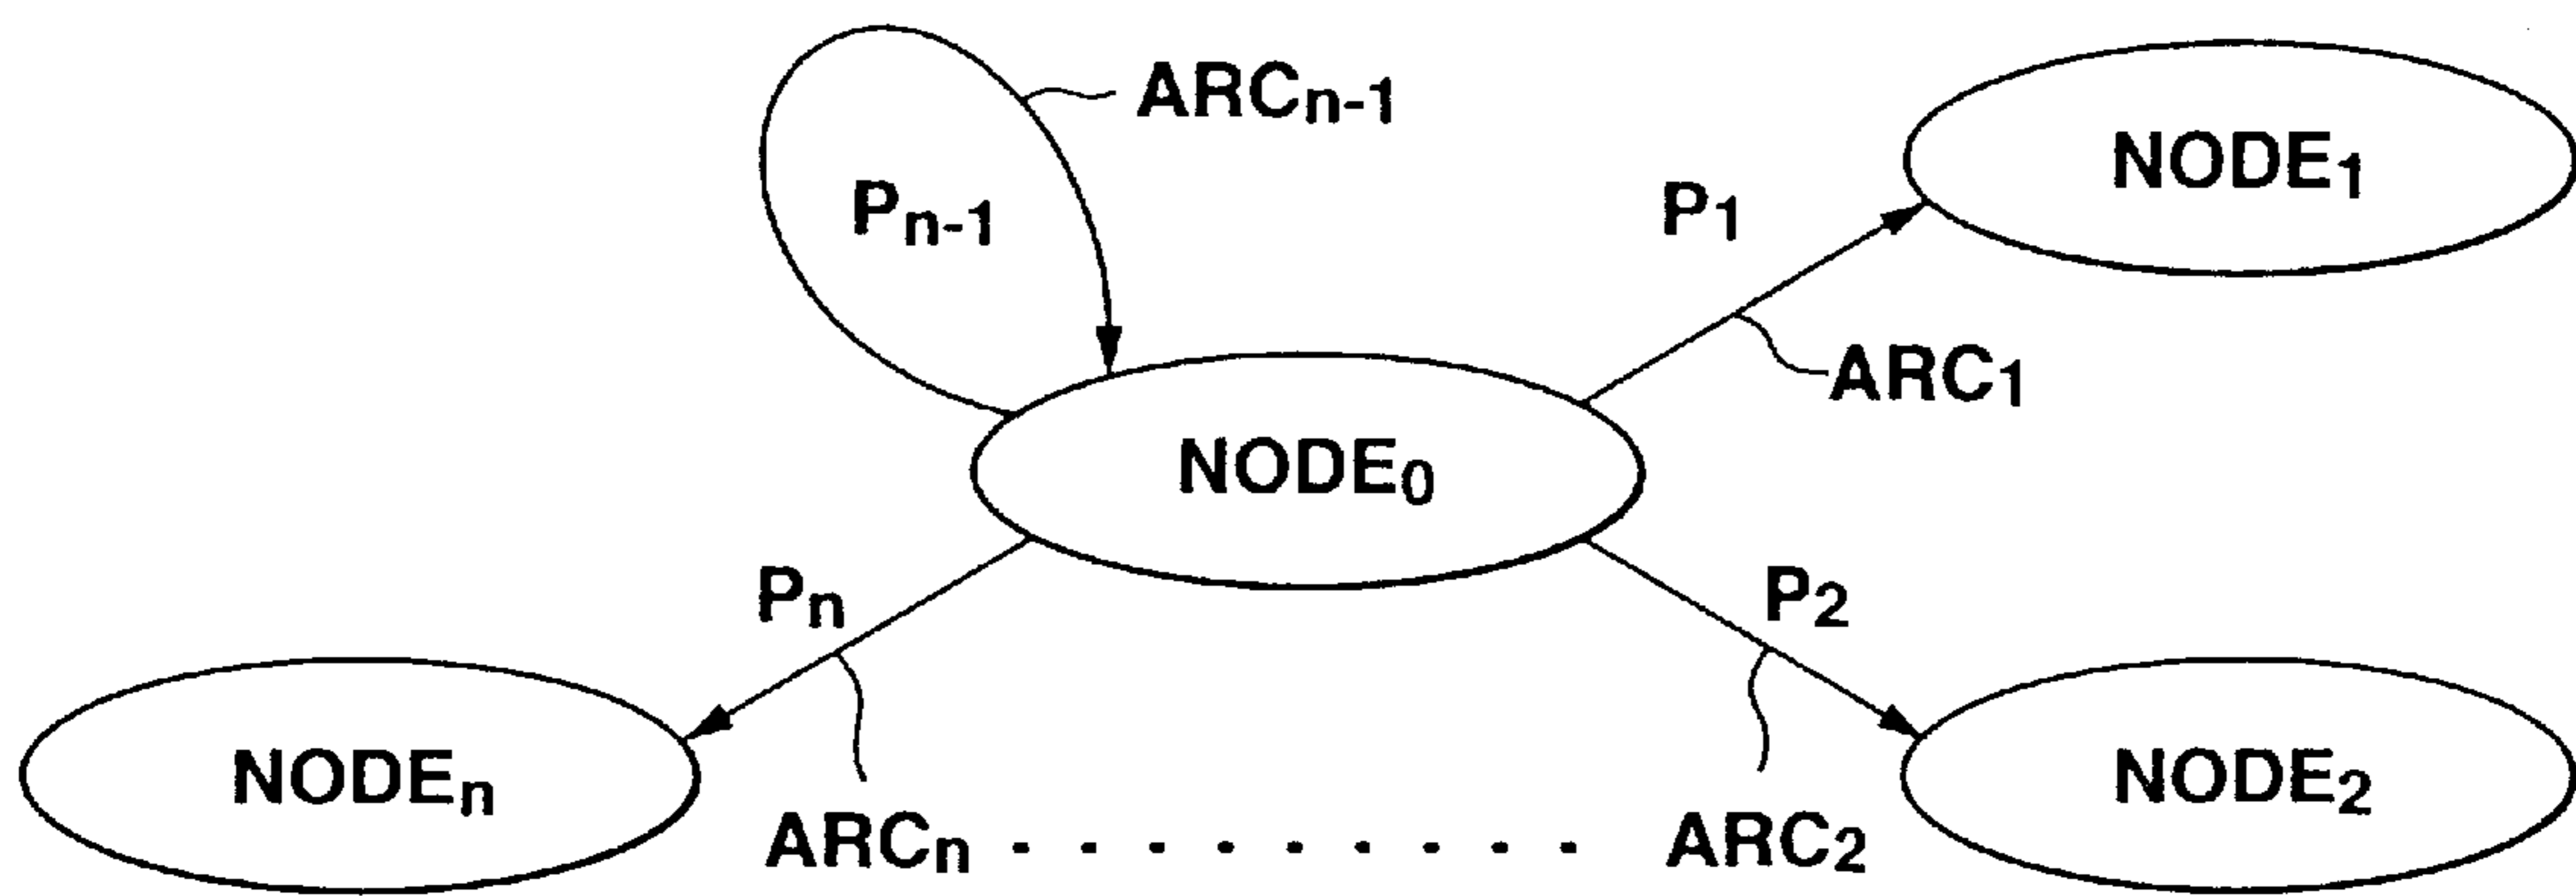 ARCn-1
NODE1
Pn-1
P1
ARC1
NODE0
Pn
P2
NODEn
NODE2
ARCn . . . . . . . . . ARC2